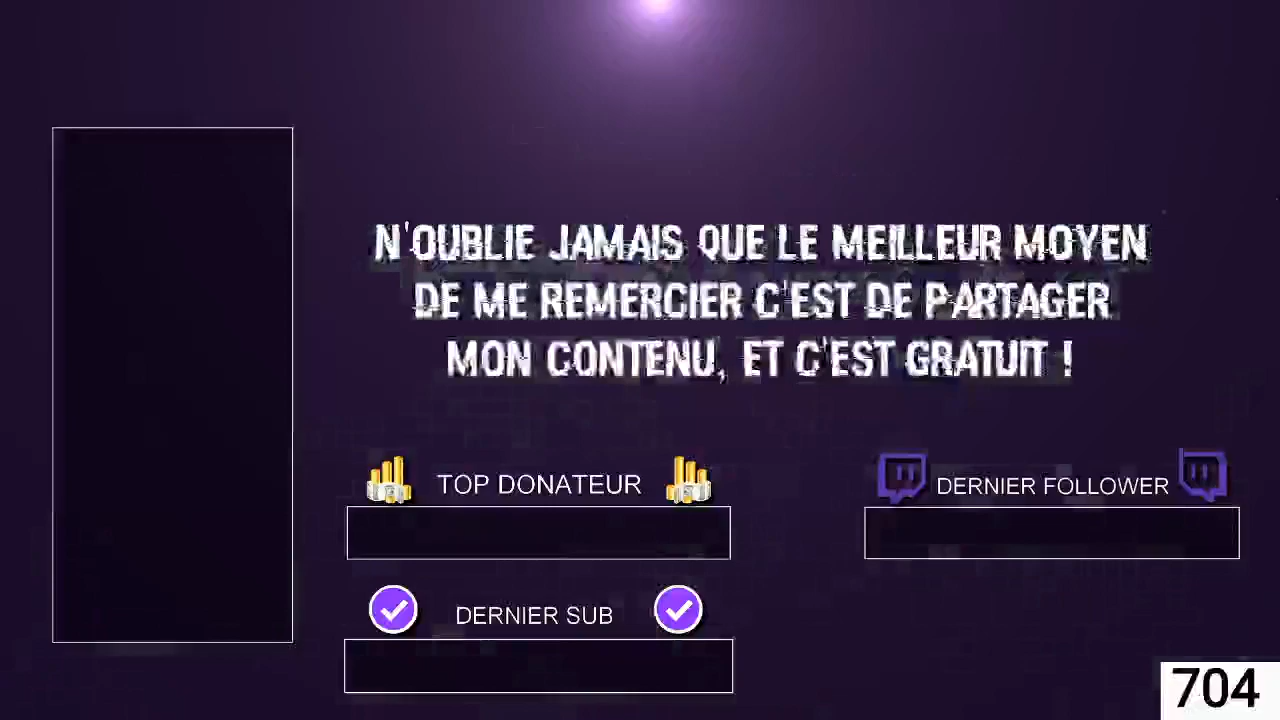 N'OUBLIE JAMAIS QUE LE MEILLEUR MOYEN
DE ME REMERCIER C'EST DE PARTAGER
MON CONTENU, ET C'EST GRATUIT !
TOP DONATEUR
DERNIER FOLLOWER
DERNIER SUB
704